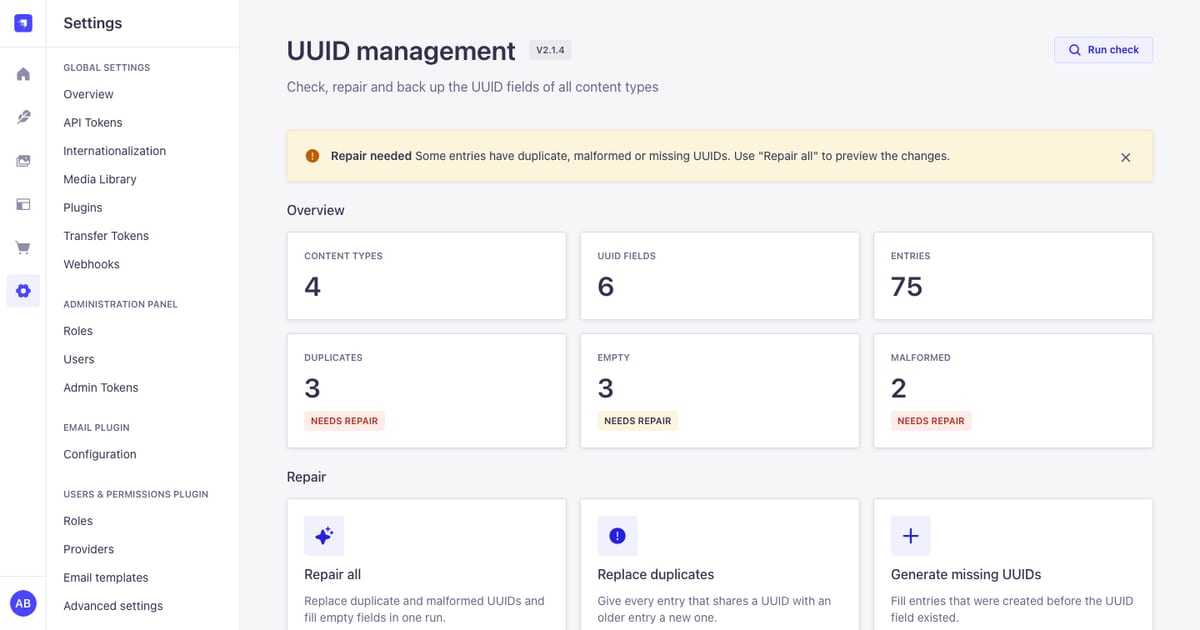 Settings
GLOBAL SETTINGS
Overview
API Tokens
Internationalization
Media Library
Plugins
Transfer Tokens
Webhooks
ADMINISTRATION PANEL
Roles
Users
Admin Tokens
EMAIL PLUGIN
Configuration
USERS & PERMISSIONS PLUGIN
Roles
Providers
Email templates
Advanced settings
AB
UUID management
V2.1.4
Run check
Check, repair and back up the UUID fields of all content types
Repair needed Some entries have duplicate, malformed or missing UUIDs. Use "Repair all" to preview the changes.
Overview
CONTENT TYPES
4
UUID FIELDS
6
ENTRIES
75
DUPLICATES
3
NEEDS REPAIR
EMPTY
3
NEEDS REPAIR
MALFORMED
2
NEEDS REPAIR
Repair
Repair all
Replace duplicate and malformed UUIDs and
fill empty fields in one run.
Replace duplicates
Give every entry that shares a UUID with an
older entry a new one.
Generate missing UUIDs
Fill entries that were created before the UUID
field existed.